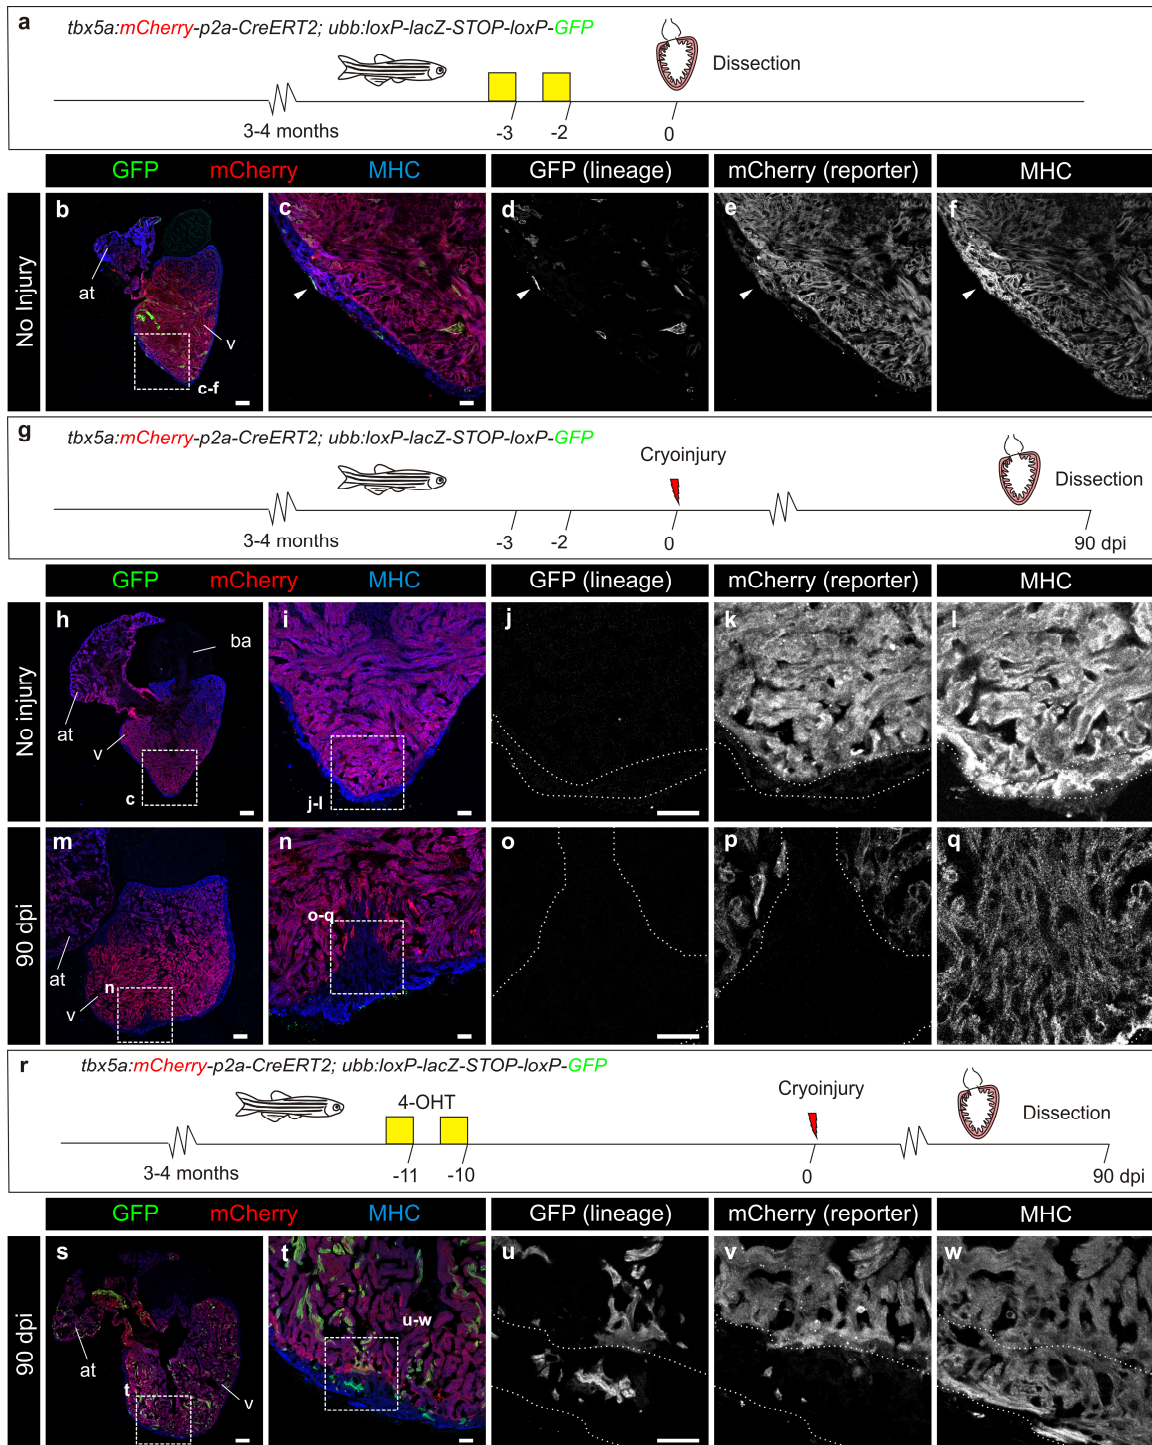 a
tbx5a:mCherry-p2a-CreERT2; ubb:loxP-lacZ-STOP-loxP-GFP
Dissection
3-4 months
-3
-2
0
GFP mCherry MHC
GFP (lineage)
mCherry (reporter)
MHC
No Injury
b
at
v
c-f
c
d
e
f
g
tbx5a:mCherry-p2a-CreERT2; ubb:loxP-lacZ-STOP-loxP-GFP
Cryoinjury
Dissection
3-4 months
-3
-2
0
90 dpi
GFP mCherry MHC
GFP (lineage)
mCherry (reporter)
MHC
No injury
h
ba
at
v
c
i
j-l
j
k
l
90 dpi
m
at
n
v
n
o-q
o
p
q
r
tbx5a:mCherry-p2a-CreERT2; ubb:loxP-lacZ-STOP-loxP-GFP
4-OHT
Cryoinjury
Dissection
3-4 months
-11
-10
0
90 dpi
GFP mCherry MHC
GFP (lineage)
mCherry (reporter)
MHC
90 dpi
s
at
t
v
t
u-w
u
v
w